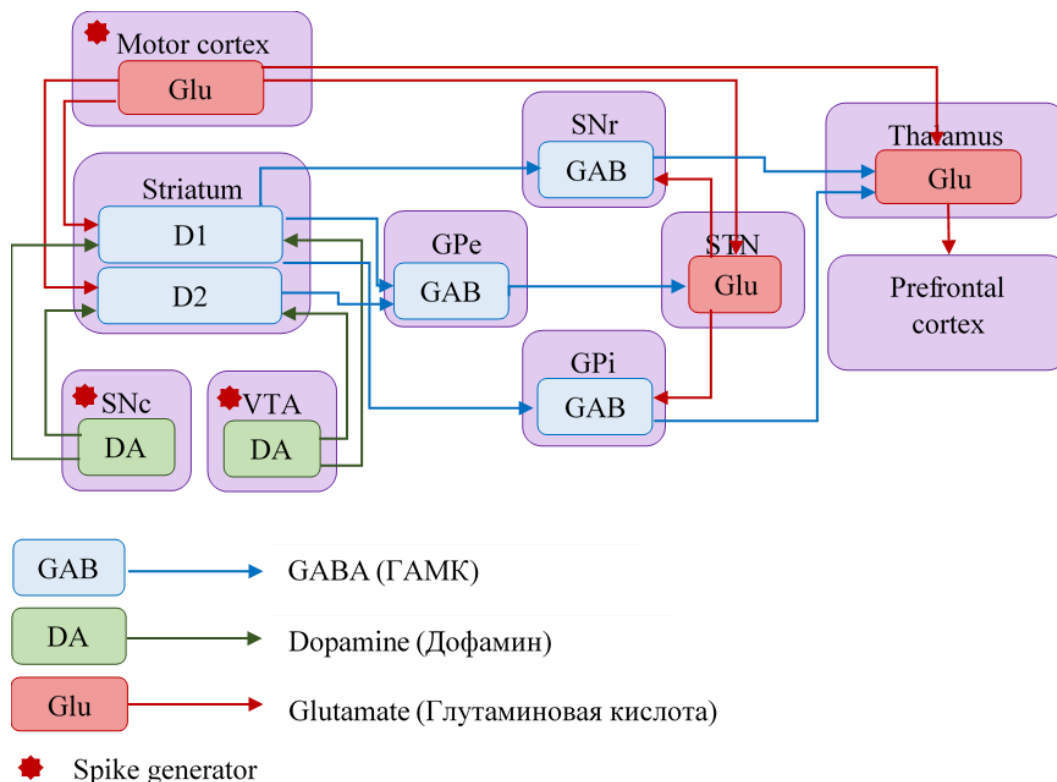 Motor cortex
Glu
SNr
GAB
Thalamus
Glu
Striatum
D1
D2
GPe
GAB
STN
Glu
Prefrontal
cortex
GPi
GAB
SNc
DA
VTA
DA
GAB
GABA (ГАМК)
DA
Dopamine (Дофамин)
Glu
Glutamate (Глутаминовая кислота)
Spike generator